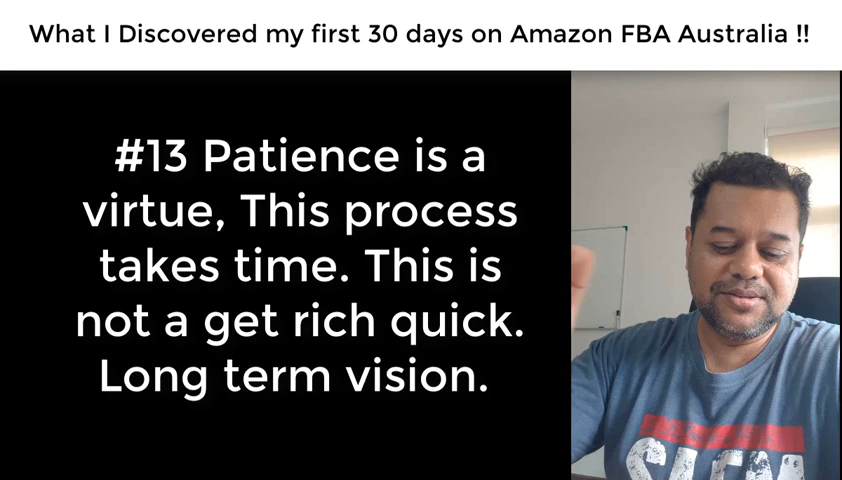 What I Discovered my first 30 days on Amazon FBA Australia !!
#13 Patience is a
virtue, This process
takes time. This is
not a get rich quick.
Long term vision.